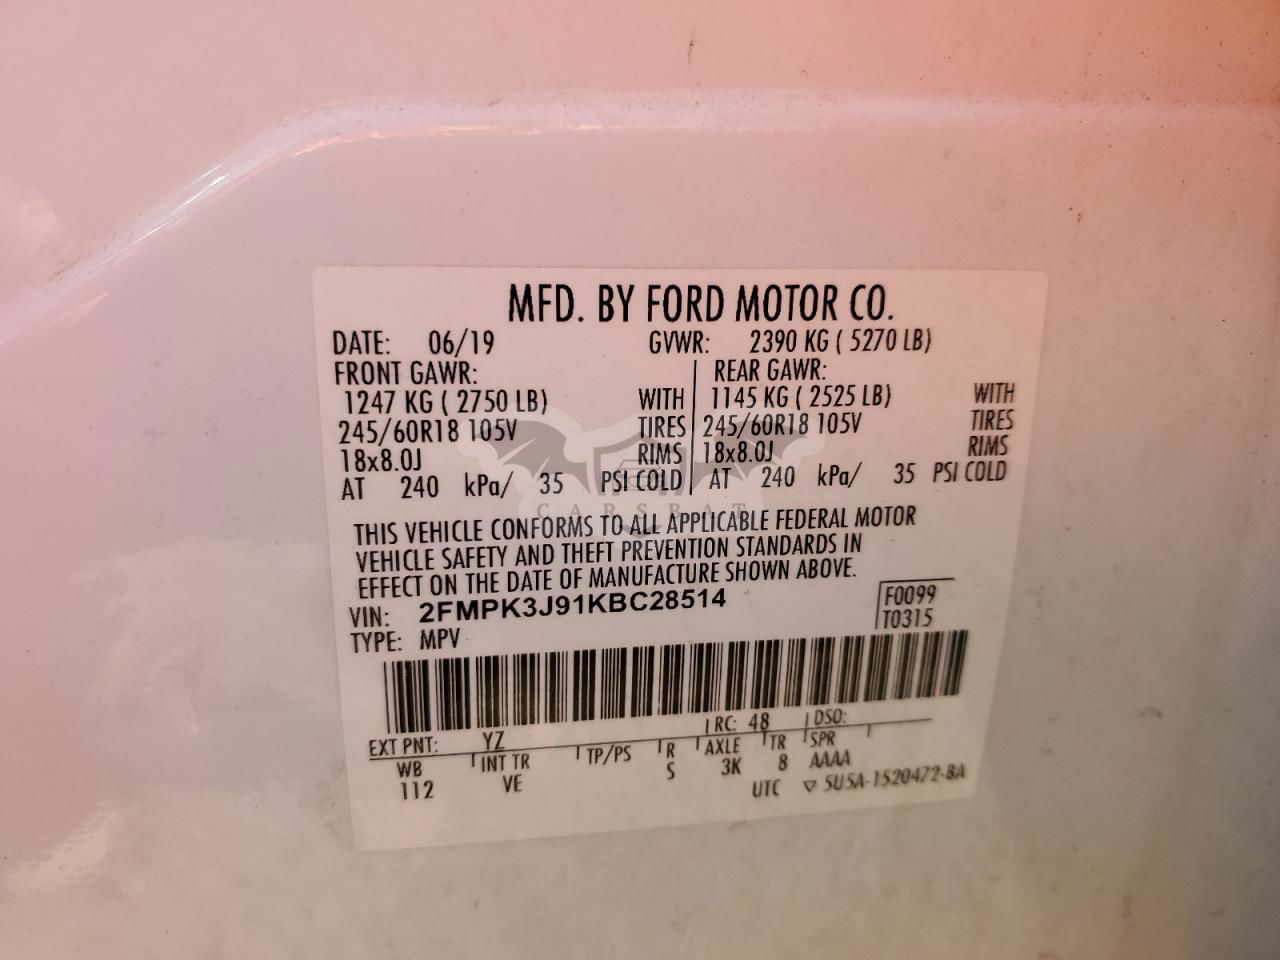 MFD. BY FORD MOTOR CO.
DATE: 06/19 GVWR: 2390 KG ( 5270 LB)
FRONT GAWR: REAR GAWR:
1247 KG ( 2750 LB) WITH 1145 KG ( 2525 LB) WITH
245/60R18 105V TIRES 245/60R18 105V TIRES
18x8.0J RIMS 18x8.0J RIMS
AT 240 kPa/ 35 PSI COLD AT 240 kPa/ 35 PSI COLD
CARSBAT
THIS VEHICLE CONFORMS TO ALL APPLICABLE FEDERAL MOTOR
VEHICLE SAFETY AND THEFT PREVENTION STANDARDS IN
EFFECT ON THE DATE OF MANUFACTURE SHOWN ABOVE.
VIN: 2FMPK3J91KBC28514 F0099
TYPE: MPV T0315
EXT PNT: YZ RC: 48 DSO:
WB INT TR TP/PS R AXLE TR SPR
112 VE S 3K 8 AAAA
UTC ▽ 5U5A-1520472-BA